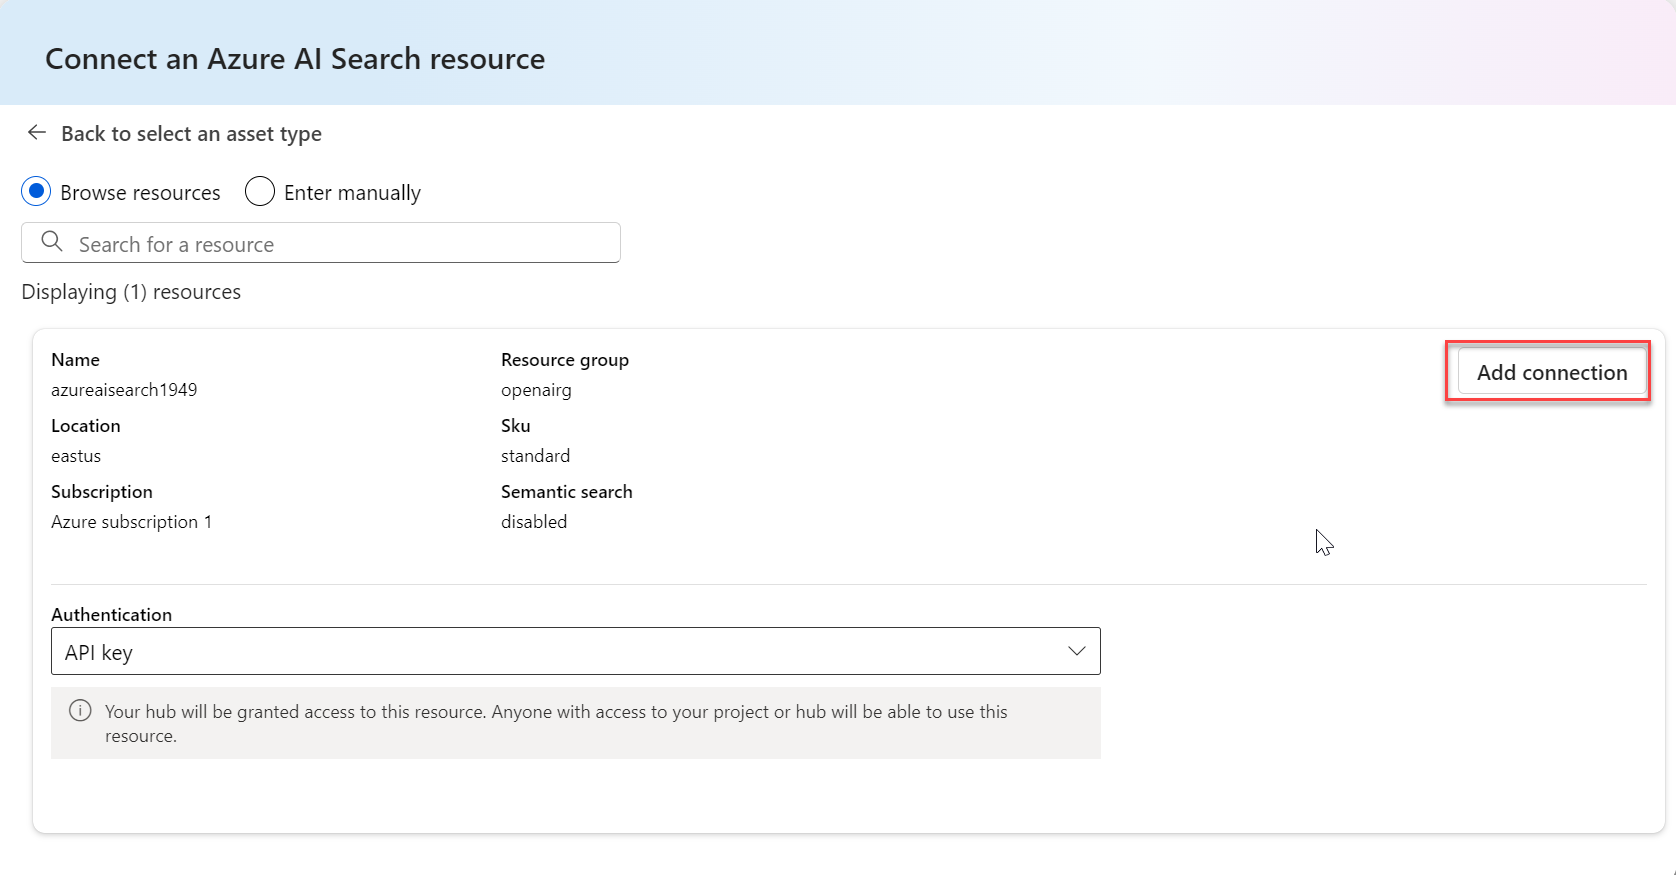 Connect an Azure AI Search resource
Back to select an asset type
Browse resources Enter manually
Search for a resource
Displaying (1) resources
Name Resource group
Add connection
azureaisearch1949 openairg
Location Sku
eastus standard
Subscription Semantic search
Azure subscription 1 disabled
Authentication
API key
Your hub will be granted access to this resource. Anyone with access to your project or hub will be able to use this
resource.